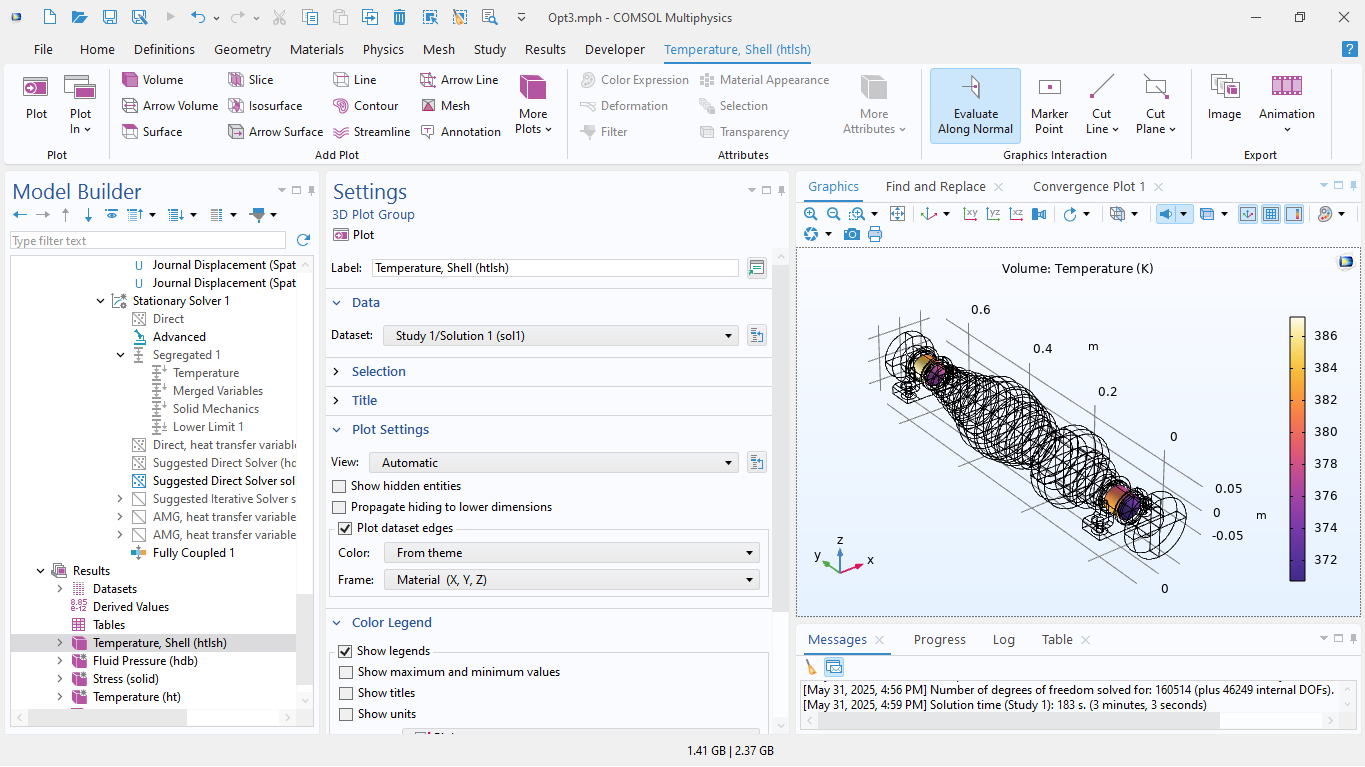 Opt3.mph - COMSOL Multiphysics
File Home Definitions Geometry Materials Physics Mesh Study Results Developer Temperature, Shell (htlsh)
Plot
Plot In
Plot
Volume
Arrow Volume
Surface
Slice
Isosurface
Arrow Surface
Line
Contour
Streamline
Arrow Line
Mesh
Annotation
More Plots
Add Plot
Color Expression
Deformation
Filter
Material Appearance
Selection
Transparency
More Attributes
Attributes
Evaluate Along Normal
Marker Point
Cut Line
Cut Plane
Graphics Interaction
Image
Animation
Export
Model Builder
Type filter text
Journal Displacement (Spat
Journal Displacement (Spat
Stationary Solver 1
Direct
Advanced
Segregated 1
Temperature
Merged Variables
Solid Mechanics
Lower Limit 1
Direct, heat transfer variable
Suggested Direct Solver (hd
Suggested Direct Solver sol
Suggested Iterative Solver s
AMG, heat transfer variable
AMG, heat transfer variable
Fully Coupled 1
Results
Datasets
8.85
e-12
Derived Values
Tables
Temperature, Shell (htlsh)
Fluid Pressure (hdb)
Stress (solid)
Temperature (ht)
Settings
3D Plot Group
Plot
Label: Temperature, Shell (htlsh)
Data
Dataset: Study 1/Solution 1 (sol1)
Selection
Title
Plot Settings
View: Automatic
Show hidden entities
Propagate hiding to lower dimensions
Plot dataset edges
Color: From theme
Frame: Material (X, Y, Z)
Color Legend
Show legends
Show maximum and minimum values
Show titles
Show units
Graphics Find and Replace Convergence Plot 1
xy yz xz
Volume: Temperature (K)
0.6
0.4
m
0.2
0
0.05
0
m
-0.05
0
z
y
x
386
384
382
380
378
376
374
372
Messages Progress Log Table
[May 31, 2025, 4:56 PM] Number of degrees of freedom solved for: 160514 (plus 46249 internal DOFs).
[May 31, 2025, 4:59 PM] Solution time (Study 1): 183 s. (3 minutes, 3 seconds)
1.41 GB | 2.37 GB